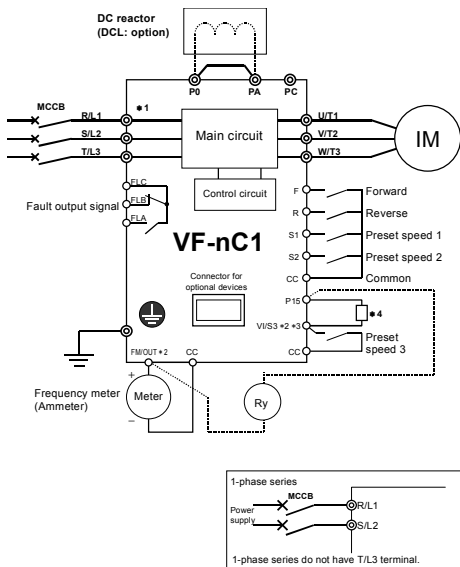 DC reactor
(DCL: option)
P0 PA PC
MCCB
R/L1 *1 U/T1
S/L2 V/T2
T/L3 W/T3
Main circuit
IM
Control circuit
FLC
Fault output signal FLB
FLA
F Forward
R Reverse
S1 Preset speed 1
S2 Preset speed 2
CC Common
VF-nC1
Connector for
optional devices
P15
*4
VI/S3 *2 *3
Preset
speed 3
CC
FM/OUT *2 CC
+
Frequency meter
(Ammeter)
Meter
Ry
−
1-phase series
MCCB
Power
supply
R/L1
S/L2
1-phase series do not have T/L3 terminal.